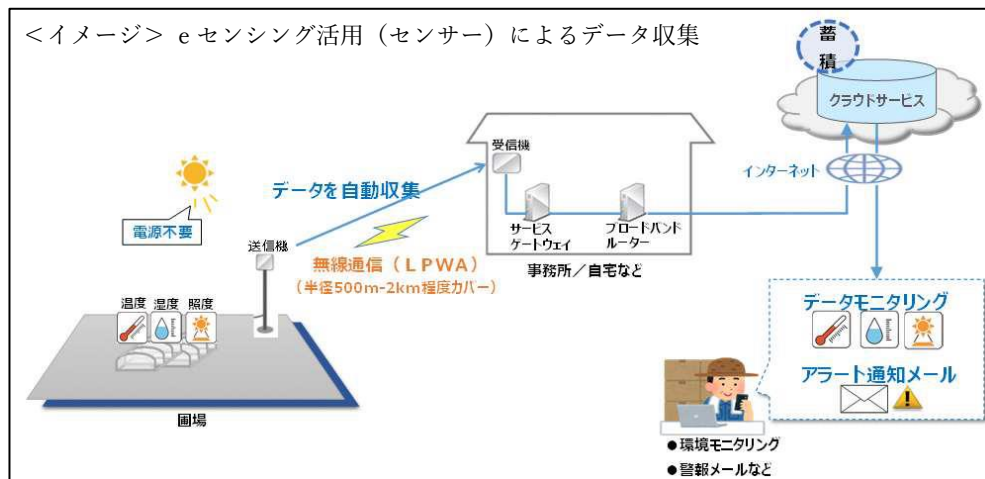 ＜イメージ＞ eセンシング活用（センサー）によるデータ収集
蓄
積
クラウドサービス
受信機
インターネット
データを自動収集
電源不要
サービス
ゲートウェイ
ブロードバンド
ルーター
送信機
無線通信（ＬＰＷＡ）
（半径500m-2km程度カバー）
事務所／自宅など
温度 湿度 照度
データモニタリング
アラート通知メール
圃場
●環境モニタリング
●警報メールなど